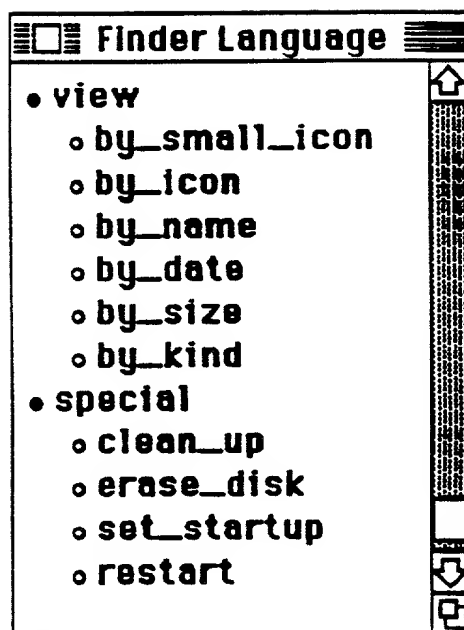 Finder Language
• view
∘ by_small_icon
∘ by_icon
∘ by_name
∘ by_date
∘ by_size
∘ by_kind
• special
∘ clean_up
∘ erase_disk
∘ set_startup
∘ restart